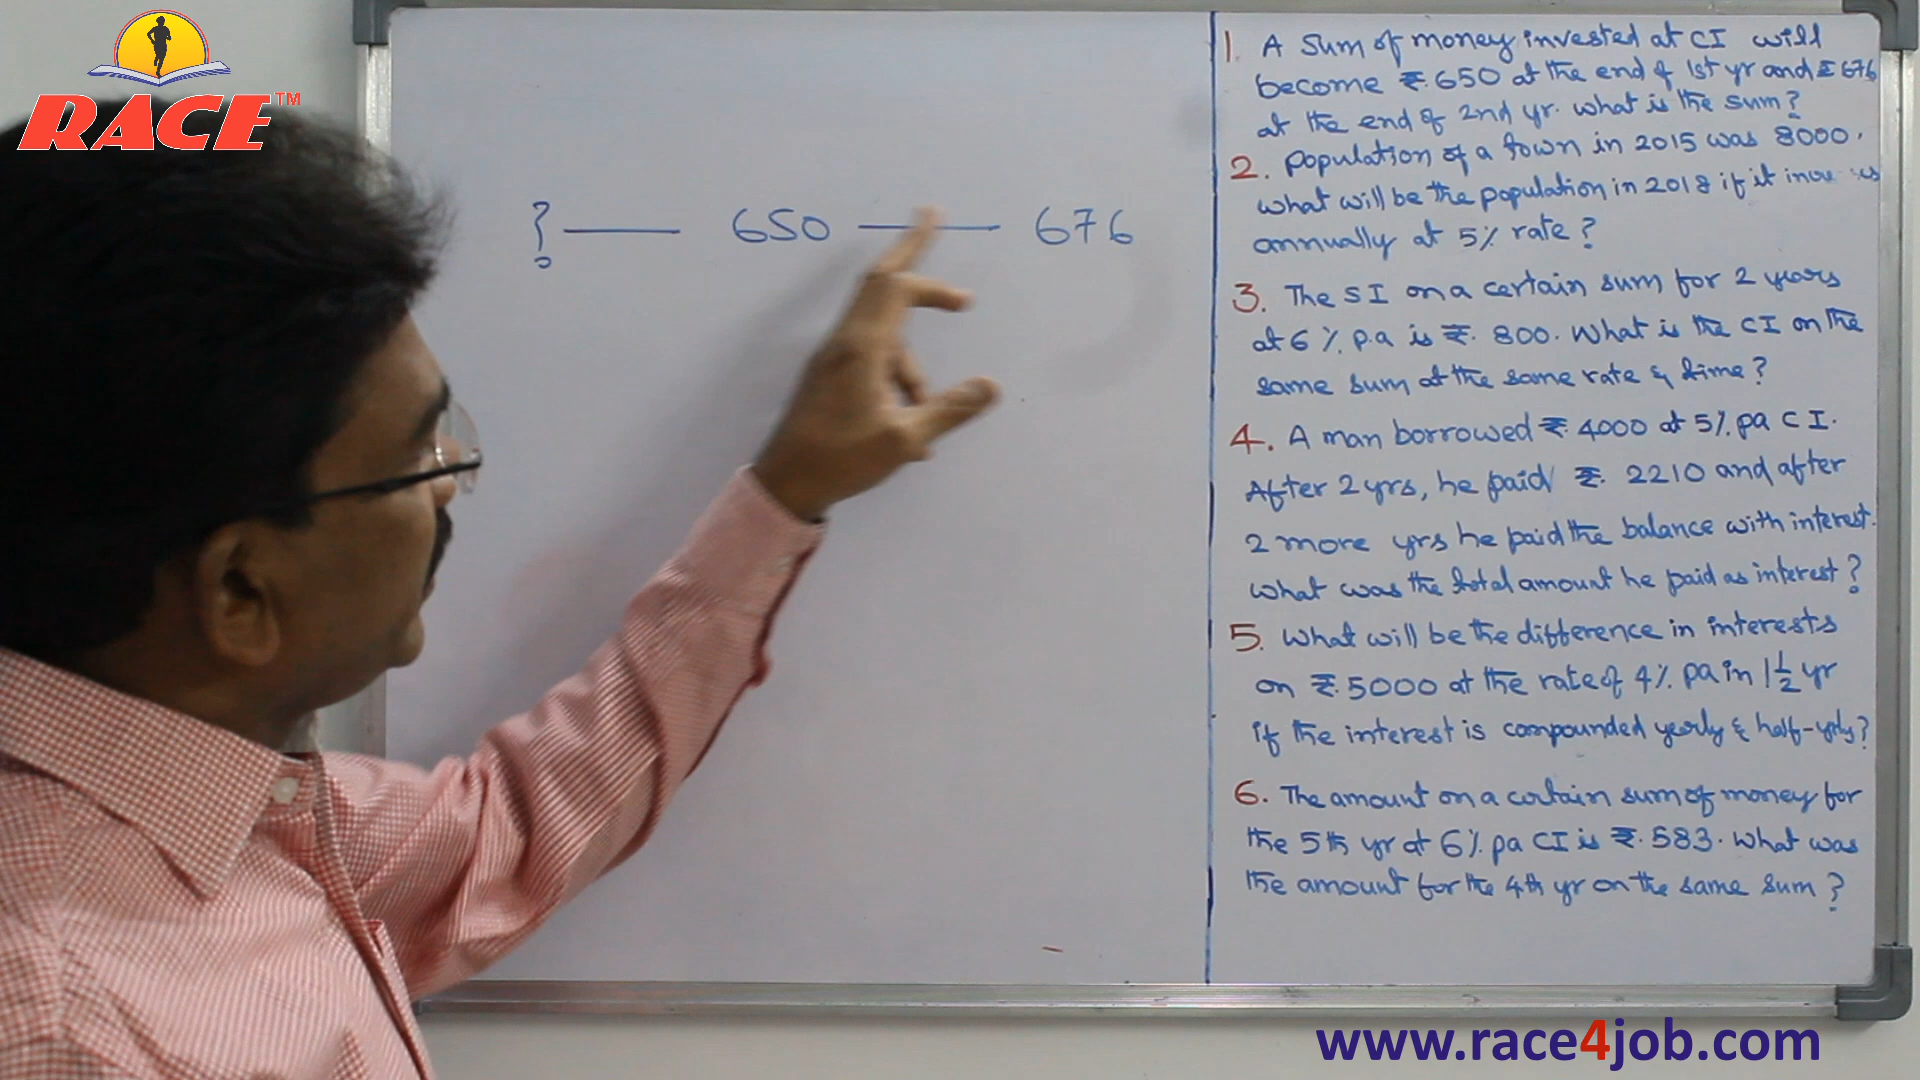 RACE™
? — 650 — 676
1. A sum of money invested at CI will
become ₹. 650 at the end of 1st yr and ₹ 676
at the end of 2nd yr. what is the sum?
2. Population of a town in 2015 was 8000.
what will be the population in 2018 if it
annually at 5% rate?
3. The SI on a certain sum for 2 years
at 6% p.a is ₹. 800. What is the CI on the
same sum at the same rate & time?
4. A man borrowed ₹. 4000 at 5% pa CI.
After 2 yrs, he paid ₹. 2210 and after
2 more yrs he paid the balance with interest.
what was the total amount he paid as interest?
5. What will be the difference in interests
on ₹. 5000 at the rate of 4% pa in 1 1/2 yr
if the interest is compounded yearly & half-yrly?
6. The amount on a certain sum of money for
the 5th yr at 6% pa CI is ₹. 583. What was
the amount for the 4th yr on the same sum?
www.race4job.com